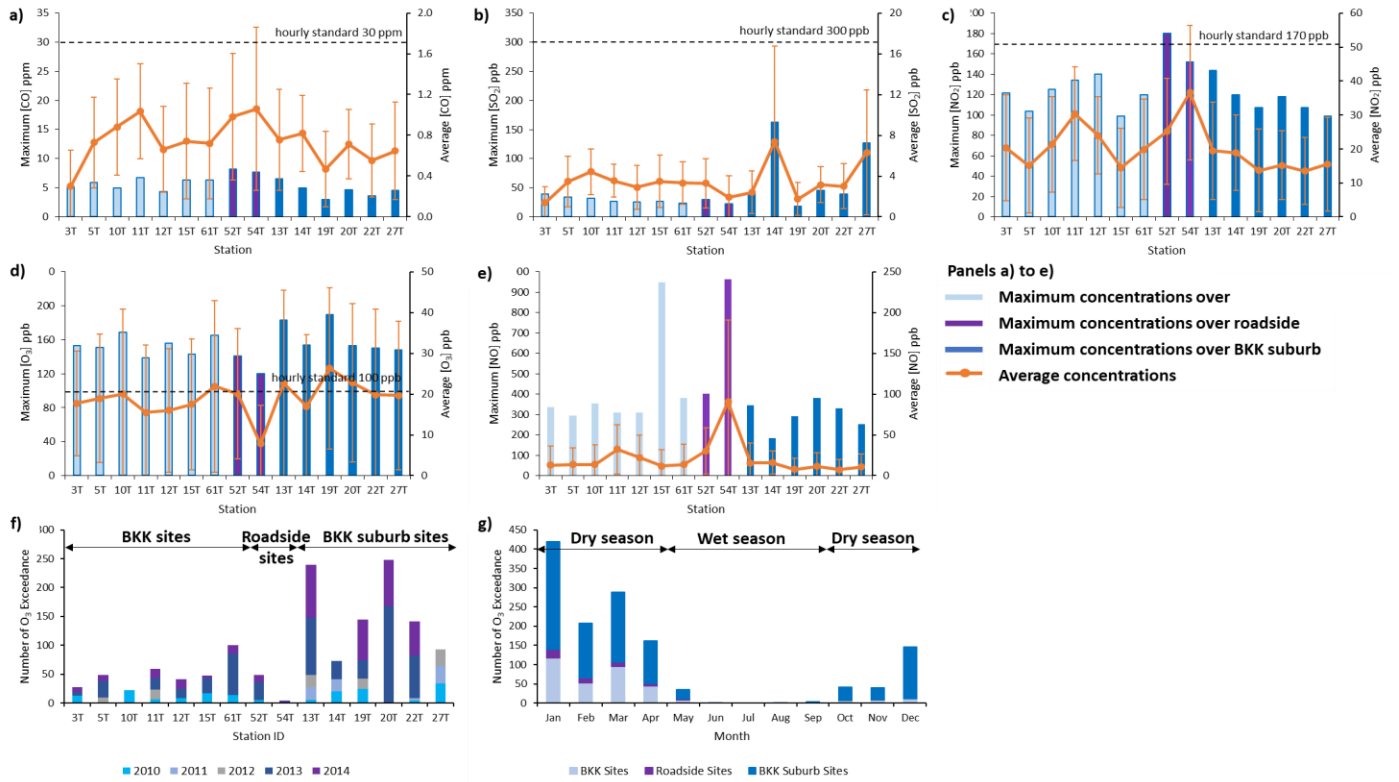 a)
hourly standard 30 ppm
Maximum [CO] ppm
35
30
25
20
15
10
5
0
2.0
1.6
1.2
0.8
0.4
0.0
Average [CO] ppm
3T 5T 10T 11T 12T 15T 61T 52T 54T 13T 14T 19T 20T 22T 27T
Station
b)
hourly standard 300 ppb
Maximum [SO2] ppb
350
300
250
200
150
100
50
0
20
16
12
8
4
0
Average [SO2] ppb
3T 5T 10T 11T 12T 15T 61T 52T 54T 13T 14T 19T 20T 22T 27T
Station
c)
hourly standard 170 ppb
Maximum [NO2] ppb
00
180
160
140
120
100
80
60
40
20
0
60
50
40
30
20
10
0
Average [NO2] ppb
3T 5T 10T 11T 12T 15T 61T 52T 54T 13T 14T 19T 20T 22T 27T
Station
d)
hourly standard 100 ppb
Maximum [O3] ppb
0
200
160
120
80
40
0
50
40
30
20
10
0
Average [O3] ppb
3T 5T 10T 11T 12T 15T 61T 52T 54T 13T 14T 19T 20T 22T 27T
Station
e)
Maximum [NO] ppb
00
900
800
700
600
500
400
300
200
100
0
250
200
150
100
50
0
Average [NO] ppb
3T 5T 10T 11T 12T 15T 61T 52T 54T 13T 14T 19T 20T 22T 27T
Station
Panels a) to e)
Maximum concentrations over
Maximum concentrations over roadside
Maximum concentrations over BKK suburb
Average concentrations
f)
BKK sites
Roadside
sites
BKK suburb sites
Number of O3 Exceedance
300
250
200
150
100
50
0
3T 5T 10T 11T 12T 15T 61T 52T 54T 13T 14T 19T 20T 22T 27T
Station ID
2010 2011 2012 2013 2014
g)
Dry season
Wet season
Dry season
Number of O3 Exceedance
450
400
350
300
250
200
150
100
50
0
Jan Feb Mar Apr May Jun Jul Aug Sep Oct Nov Dec
Month
BKK Sites Roadside Sites BKK Suburb Sites